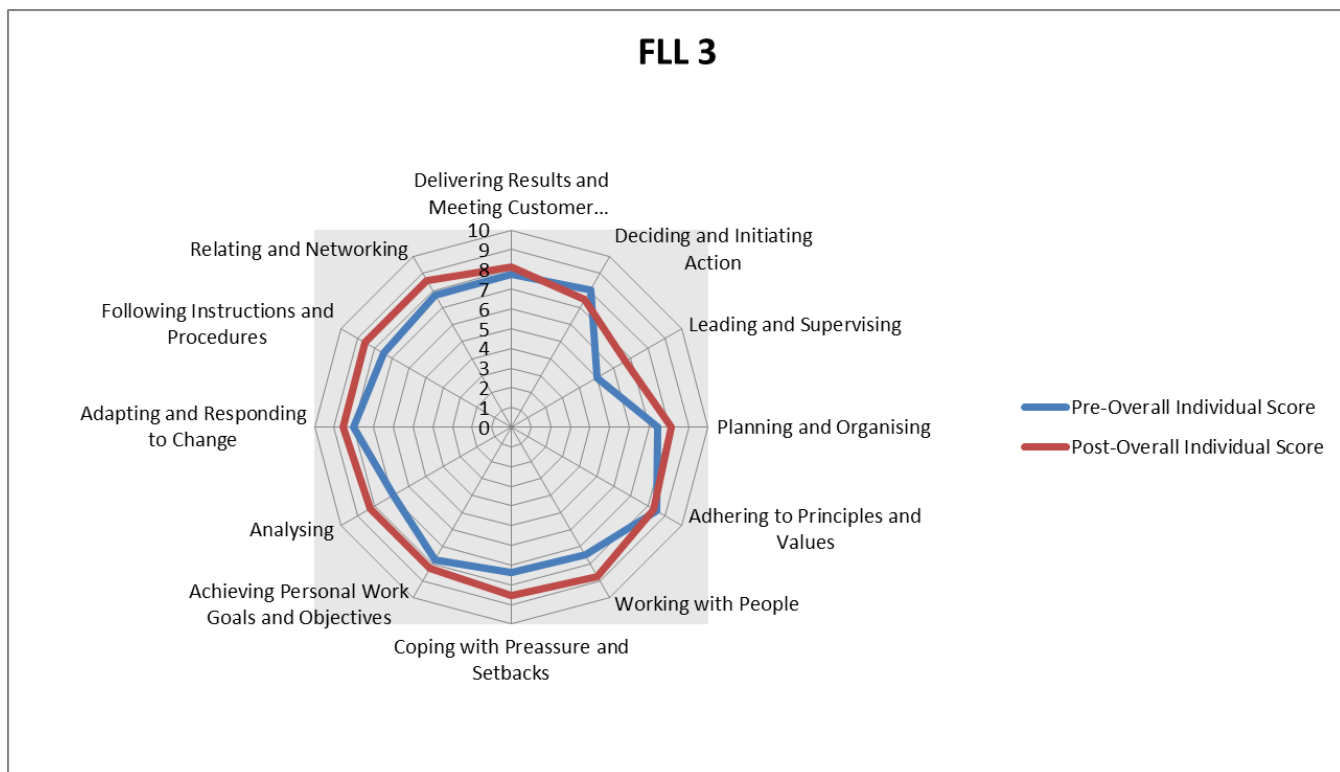 FLL 3
Delivering Results and
Meeting Customer...
Deciding and Initiating
Action
Leading and Supervising
Planning and Organising
Adhering to Principles and
Values
Working with People
Coping with Preassure and
Setbacks
Achieving Personal Work
Goals and Objectives
Analysing
Adapting and Responding
to Change
Following Instructions and
Procedures
Relating and Networking
10
9
8
7
6
5
4
3
2
1
0
Pre-Overall Individual Score
Post-Overall Individual Score